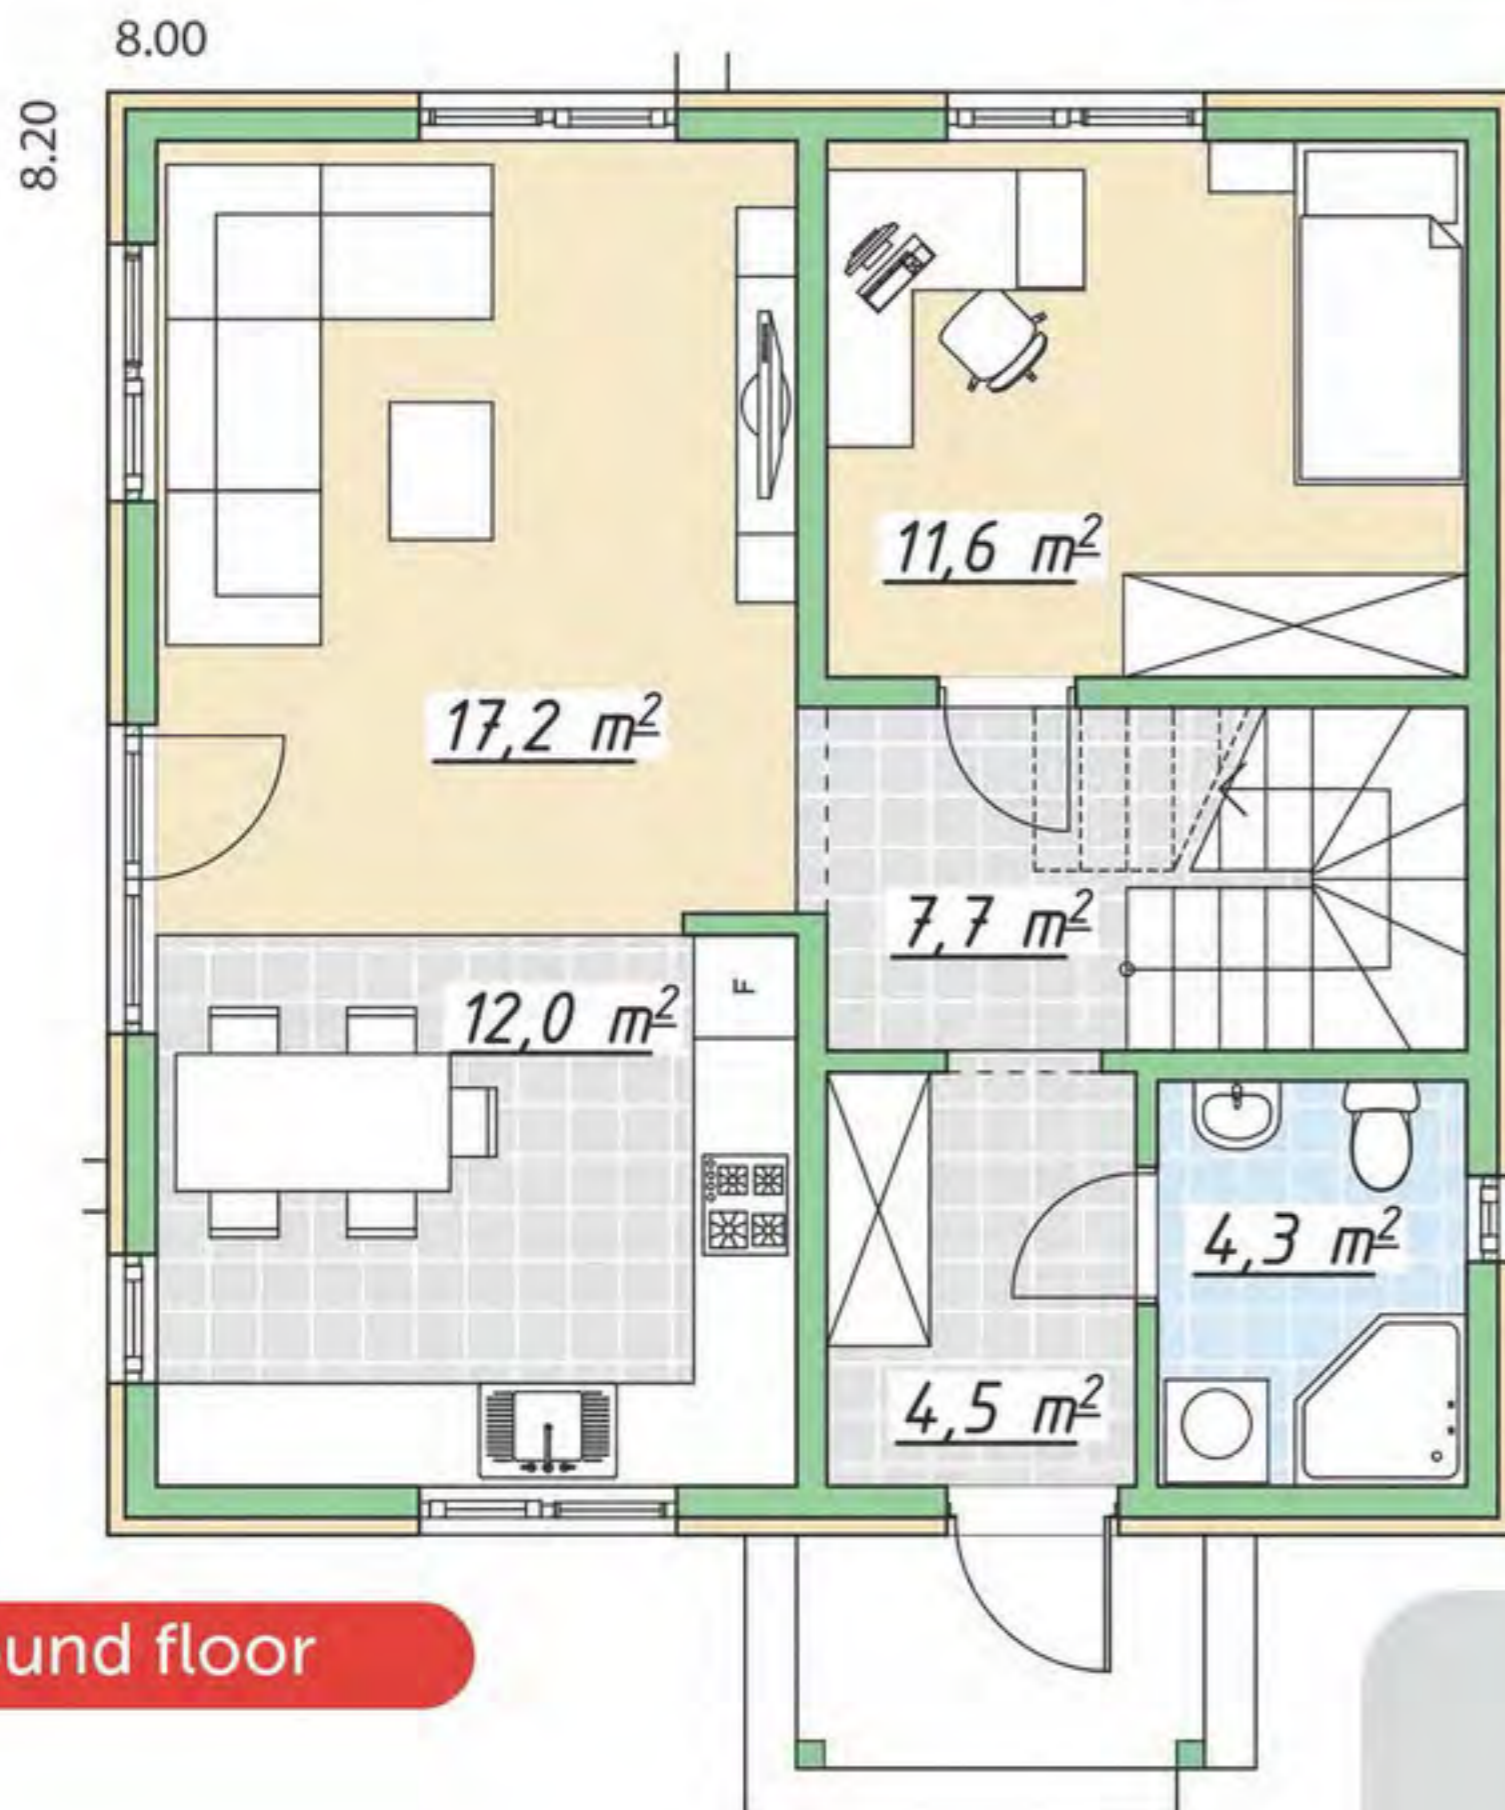 8.00
8.20
11,6 m²
17,2 m²
7,7 m²
12,0 m²
F
4,3 m²
4,5 m²
und floor